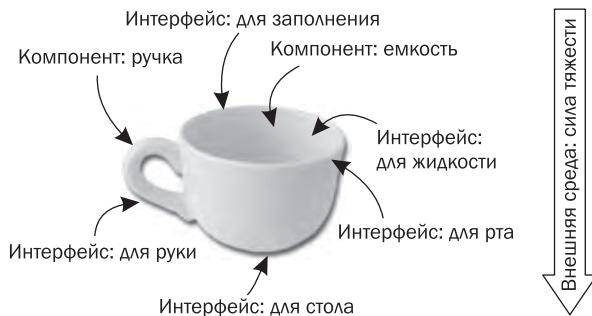 Интерфейс: для заполнения
Компонент: ручка
Компонент: емкость
Интерфейс:
для жидкости
Интерфейс: для рта
Интерфейс: для руки
Интерфейс: для стола
Внешняя среда: сила тяжести